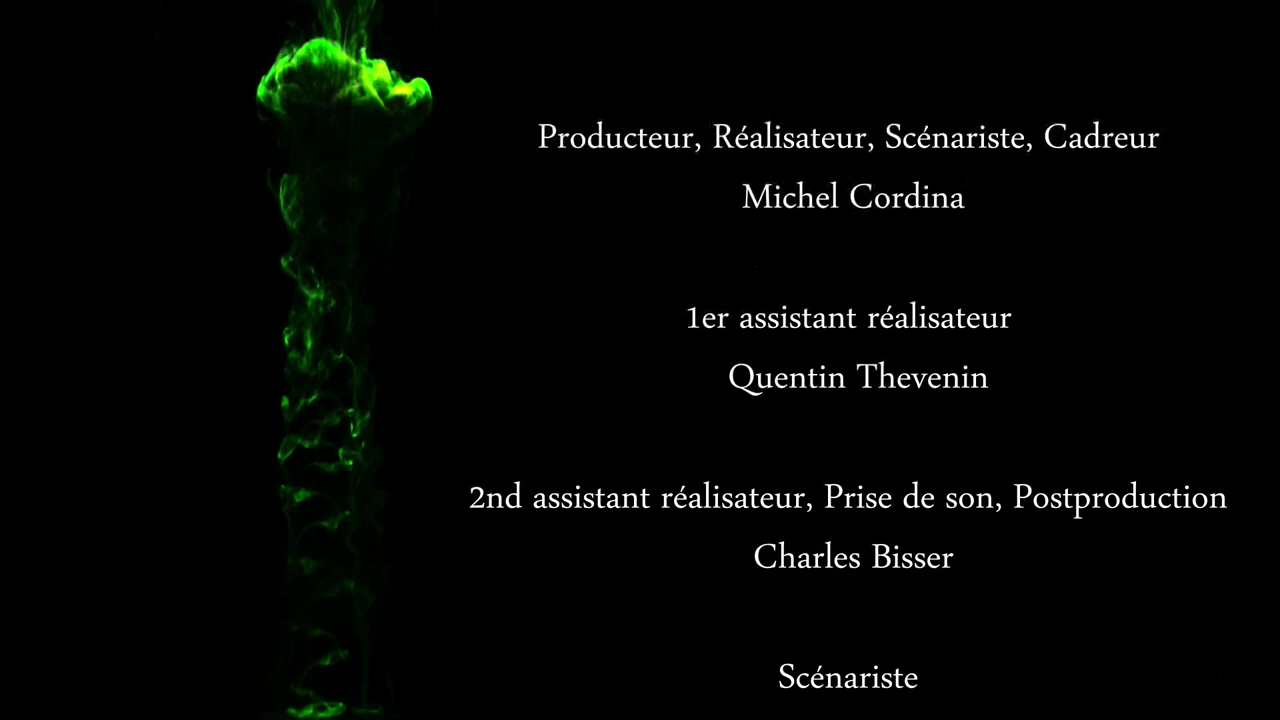 Producteur, Réalisateur, Scénariste, Cadreur
Michel Cordina
1er assistant réalisateur
Quentin Thevenin
2nd assistant réalisateur, Prise de son, Postproduction
Charles Bisser
Scénariste